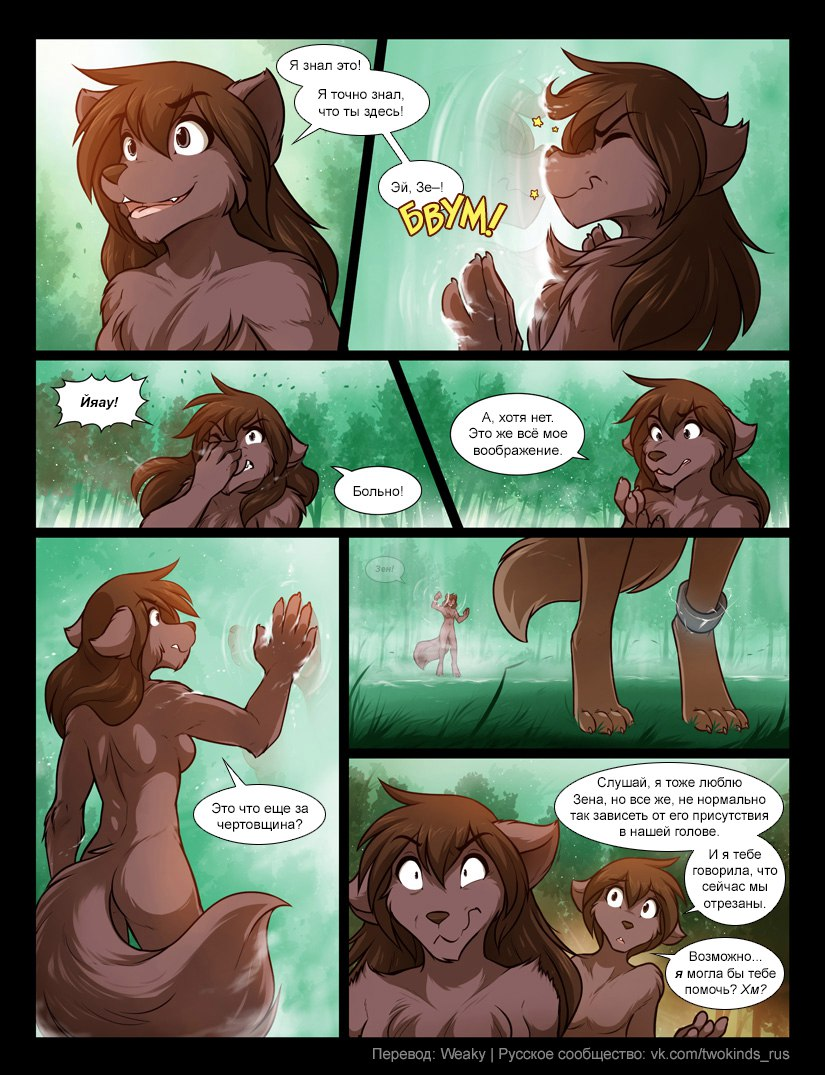 Я знал это!
Я точно знал,
что ты здесь!
Эй, Зе–!
БВУМ!
Йяау!
Больно!
А, хотя нет.
Это же всё мое
воображение.
Это что еще за
чертовщина?
Зен!
Слушай, я тоже люблю
Зена, но все же, не нормально
так зависеть от его присутствия
в нашей голове.
И я тебе
говорила, что
сейчас мы
отрезаны.
Возможно...
я могла бы тебе
помочь? Хм?
Перевод: Weaky | Русское сообщество: vk.com/twokinds_rus